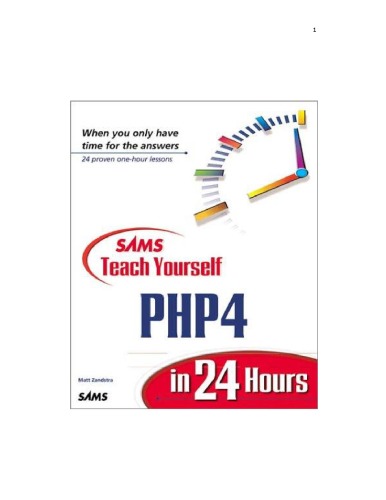 1
When you only have
time for the answers
24 proven one-hour lessons
SAMS
Teach Yourself
PHP4
in 24 Hours
Matt Zandstra
SAMS